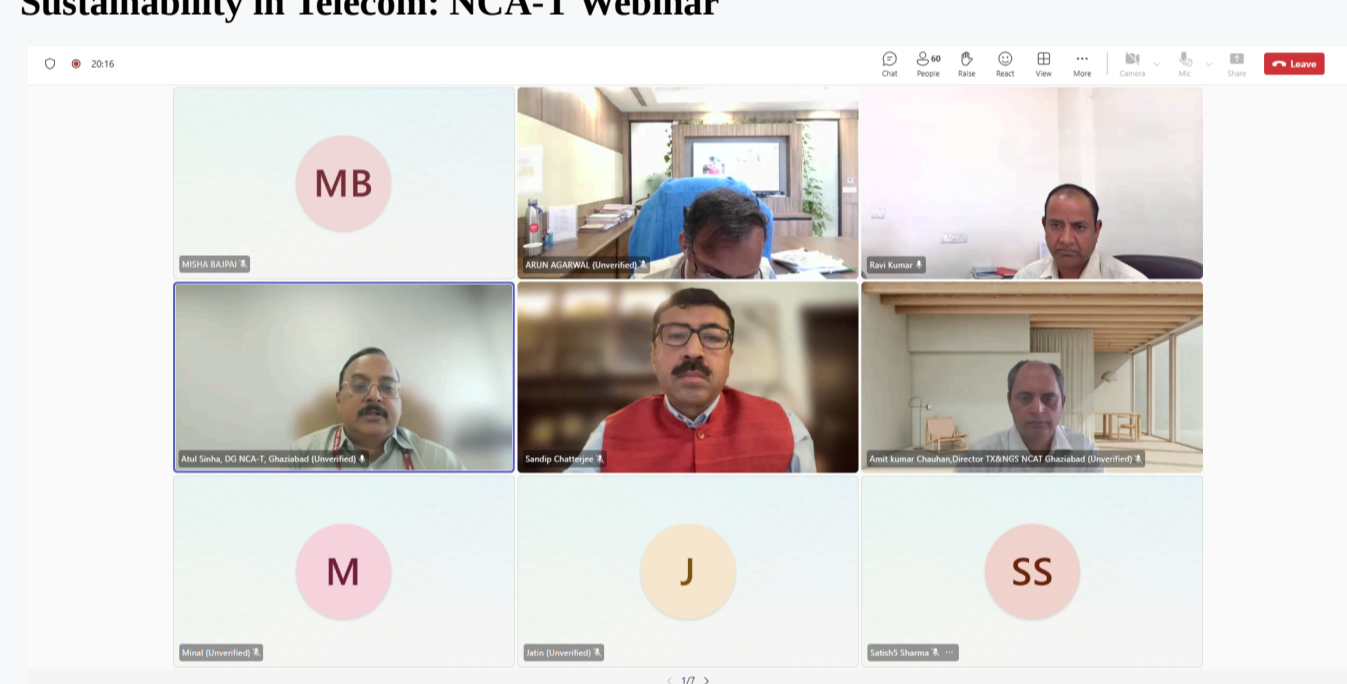 Sustainability in Telecom: NCA-T Webinar
20:16
Chat
60
People
Raise
React
View
More
Camera
Mic
Share
Leave
MB
MISHA BAJPAI
ARUN AGARWAL (Unverified)
Ravi Kumar
Atul Sinha, DG NCA-T, Ghaziabad (Unverified)
Sandip Chatterjee
Amit kumar Chauhan,Director TX&NGS NCAT Ghaziabad (Unverified)
M
J
SS
Minal (Unverified)
Jatin (Unverified)
Satish5 Sharma ...
1/7